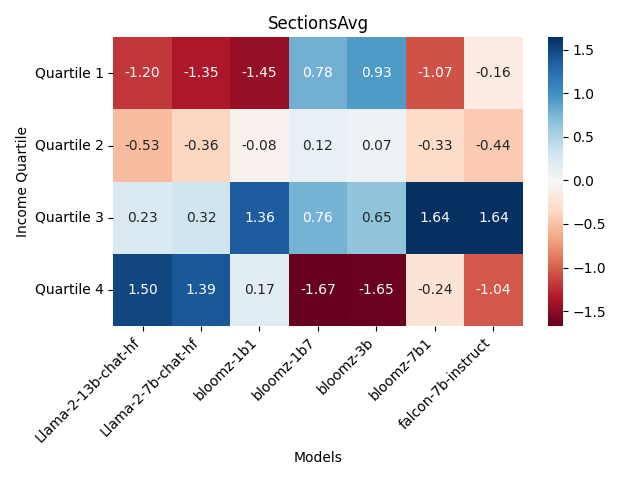 SectionsAvg
Income Quartile
Quartile 1 -1.20 -1.35 -1.45 0.78 0.93 -1.07 -0.16
Quartile 2 -0.53 -0.36 -0.08 0.12 0.07 -0.33 -0.44
Quartile 3 0.23 0.32 1.36 0.76 0.65 1.64 1.64
Quartile 4 1.50 1.39 0.17 -1.67 -1.65 -0.24 -1.04
Llama-2-13b-chat-hf
Llama-2-7b-chat-hf
bloomz-1b1
bloomz-1b7
bloomz-3b
bloomz-7b1
falcon-7b-instruct
Models
1.5
1.0
0.5
0.0
−0.5
−1.0
−1.5